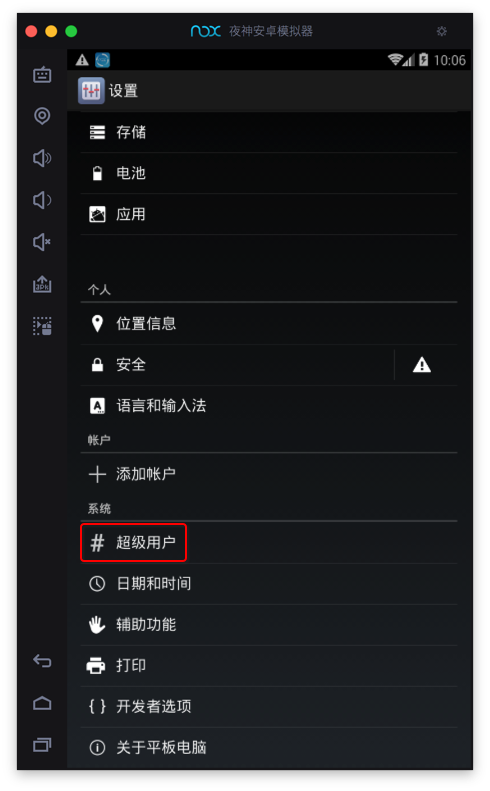 nox 夜神安卓模拟器
10:06
设置
存储
电池
应用
个人
位置信息
安全
A 语言和输入法
帐户
添加帐户
系统
# 超级用户
日期和时间
辅助功能
打印
{ } 开发者选项
关于平板电脑